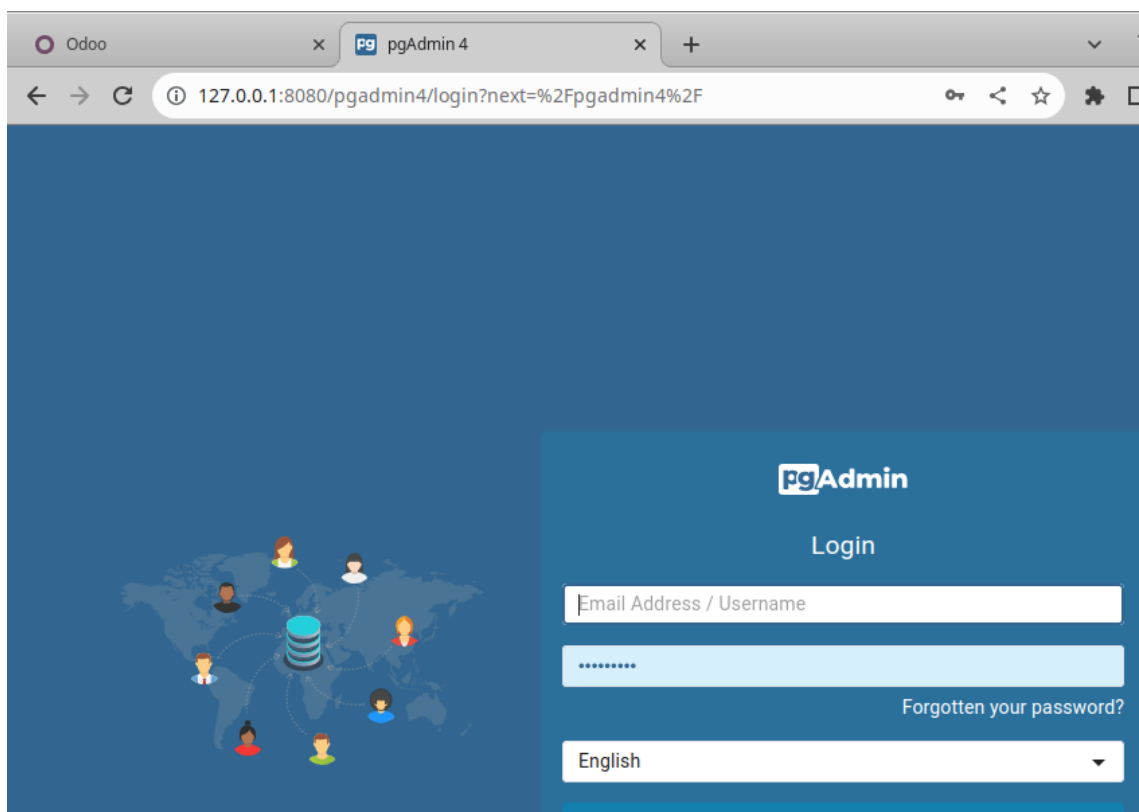 Odoo
Pg pgAdmin 4
127.0.0.1:8080/pgadmin4/login?next=%2Fpgadmin4%2F
pgAdmin
Login
Email Address / Username
•••••••••
Forgotten your password?
English